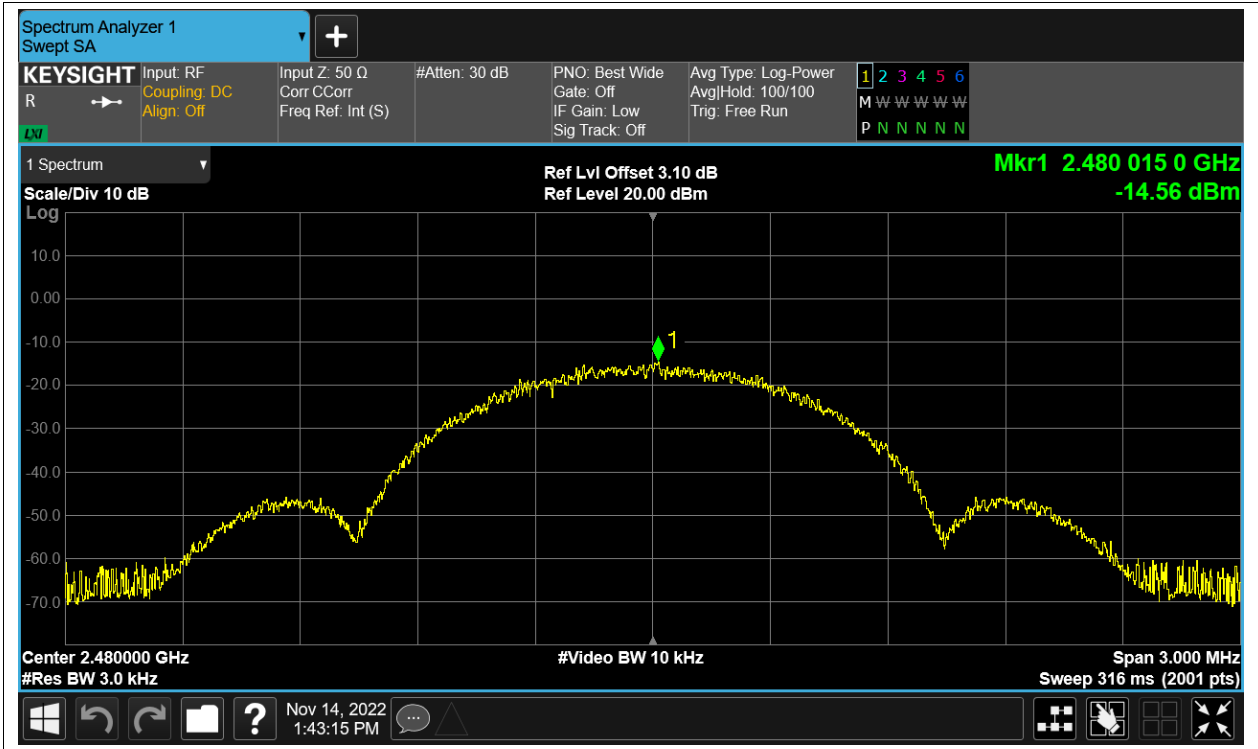 Spectrum Analyzer 1
Swept SA
KEYSIGHT
R
LXI
Input: RF
Coupling: DC
Align: Off
Input Z: 50 Ω
Corr CCorr
Freq Ref: Int (S)
#Atten: 30 dB
PNO: Best Wide
Gate: Off
IF Gain: Low
Sig Track: Off
Avg Type: Log-Power
Avg|Hold: 100/100
Trig: Free Run
1 2 3 4 5 6
M W W W W W
P N N N N N
1 Spectrum
Scale/Div 10 dB
Log
Ref Lvl Offset 3.10 dB
Ref Level 20.00 dBm
Mkr1 2.480 015 0 GHz
-14.56 dBm
10.0
0.00
-10.0
-20.0
-30.0
-40.0
-50.0
-60.0
-70.0
1
Center 2.480000 GHz
#Res BW 3.0 kHz
#Video BW 10 kHz
Span 3.000 MHz
Sweep 316 ms (2001 pts)
?
Nov 14, 2022
1:43:15 PM